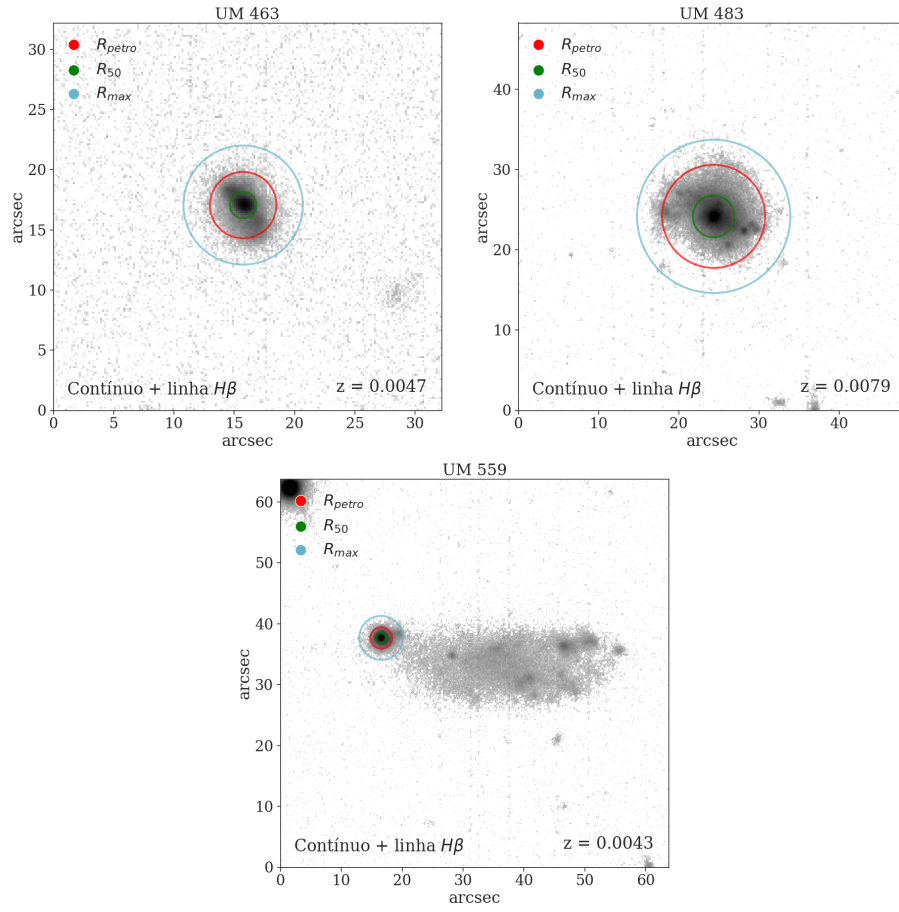 UM 463
R_petro
R_50
R_max
30
25
20
15
10
5
0
arcsec
Contínuo + linha Hβ
z = 0.0047
0 5 10 15 20 25 30
arcsec
UM 483
R_petro
R_50
R_max
40
30
20
10
0
arcsec
Contínuo + linha Hβ
z = 0.0079
0 10 20 30 40
arcsec
UM 559
R_petro
R_50
R_max
60
50
40
30
20
10
0
arcsec
Contínuo + linha Hβ
z = 0.0043
0 10 20 30 40 50 60
arcsec